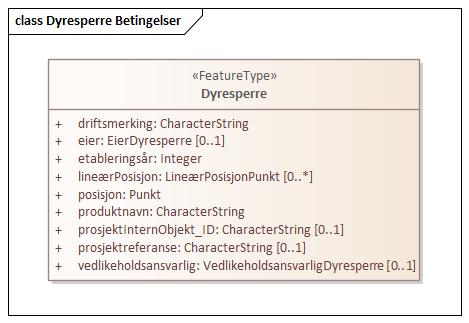 class Dyresperre Betingelser
«FeatureType»
Dyresperre
+ driftsmerking: CharacterString
+ eier: EierDyresperre [0..1]
+ etableringsår: Integer
+ lineærPosisjon: LineærPosisjonPunkt [0..*]
+ posisjon: Punkt
+ produktnavn: CharacterString
+ prosjektInternObjekt_ID: CharacterString [0..1]
+ prosjektreferanse: CharacterString [0..1]
+ vedlikeholdsansvarlig: VedlikeholdsansvarligDyresperre [0..1]